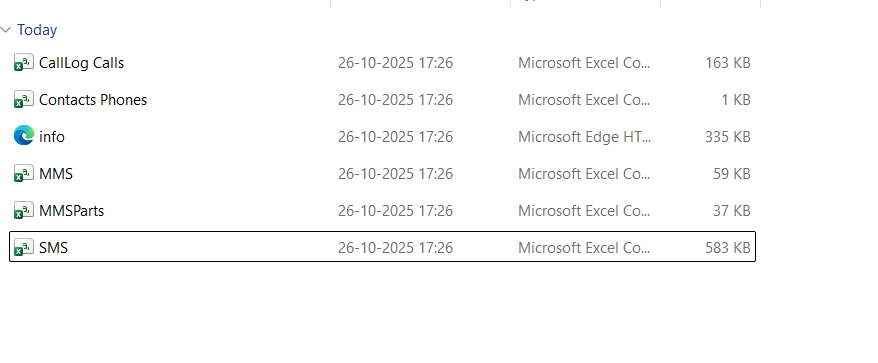 Today
CallLog Calls 26-10-2025 17:26 Microsoft Excel Co... 163 KB
Contacts Phones 26-10-2025 17:26 Microsoft Excel Co... 1 KB
info 26-10-2025 17:26 Microsoft Edge HT... 335 KB
MMS 26-10-2025 17:26 Microsoft Excel Co... 59 KB
MMSParts 26-10-2025 17:26 Microsoft Excel Co... 37 KB
SMS 26-10-2025 17:26 Microsoft Excel Co... 583 KB